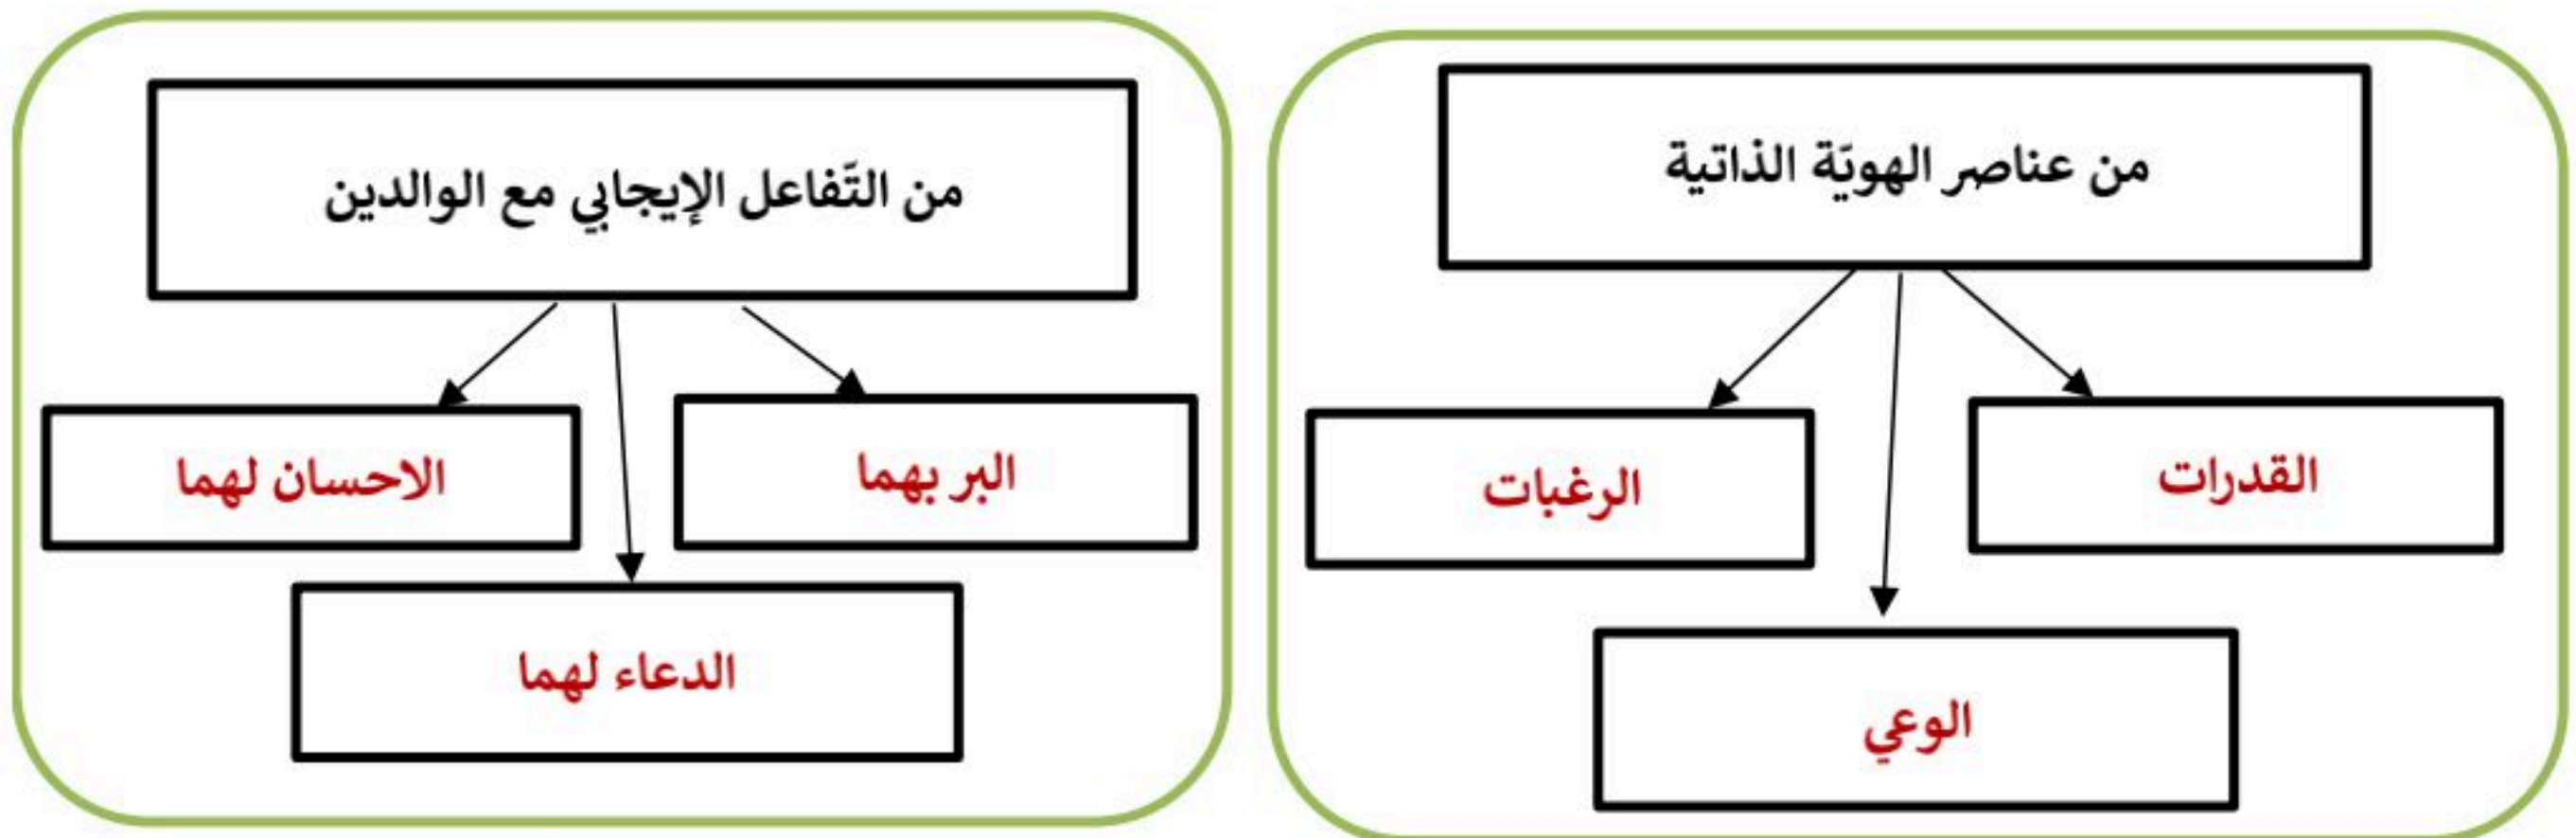 من عناصر الهويّة الذاتية
القدرات
الرغبات
الوعي
من التّفاعل الإيجابي مع الوالدين
البر بهما
الاحسان لهما
الدعاء لهما